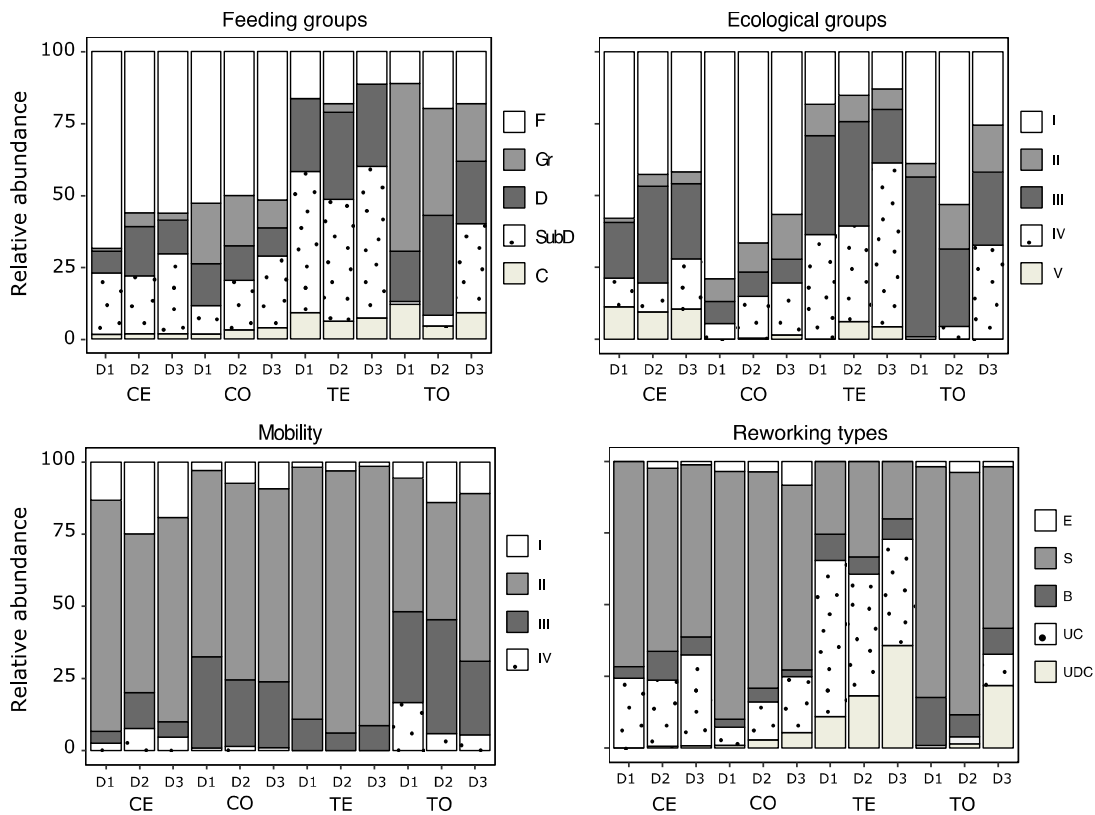 Feeding groups
Ecological groups
Relative abundance
100
75
50
25
0
F
Gr
D
SubD
C
I
II
III
IV
V
D1 D2 D3 D1 D2 D3 D1 D2 D3 D1 D2 D3
CE CO TE TO
D1 D2 D3 D1 D2 D3 D1 D2 D3 D1 D2 D3
CE CO TE TO
Mobility
Reworking types
Relative abundance
100
75
50
25
0
I
II
III
IV
E
S
B
UC
UDC
D1 D2 D3 D1 D2 D3 D1 D2 D3 D1 D2 D3
CE CO TE TO
D1 D2 D3 D1 D2 D3 D1 D2 D3 D1 D2 D3
CE CO TE TO